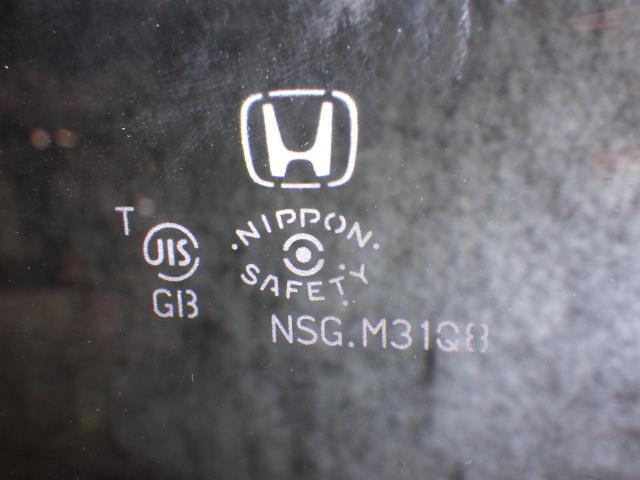 T
JIS
GB
NIPPON
SAFETY
NSG.M31Q8